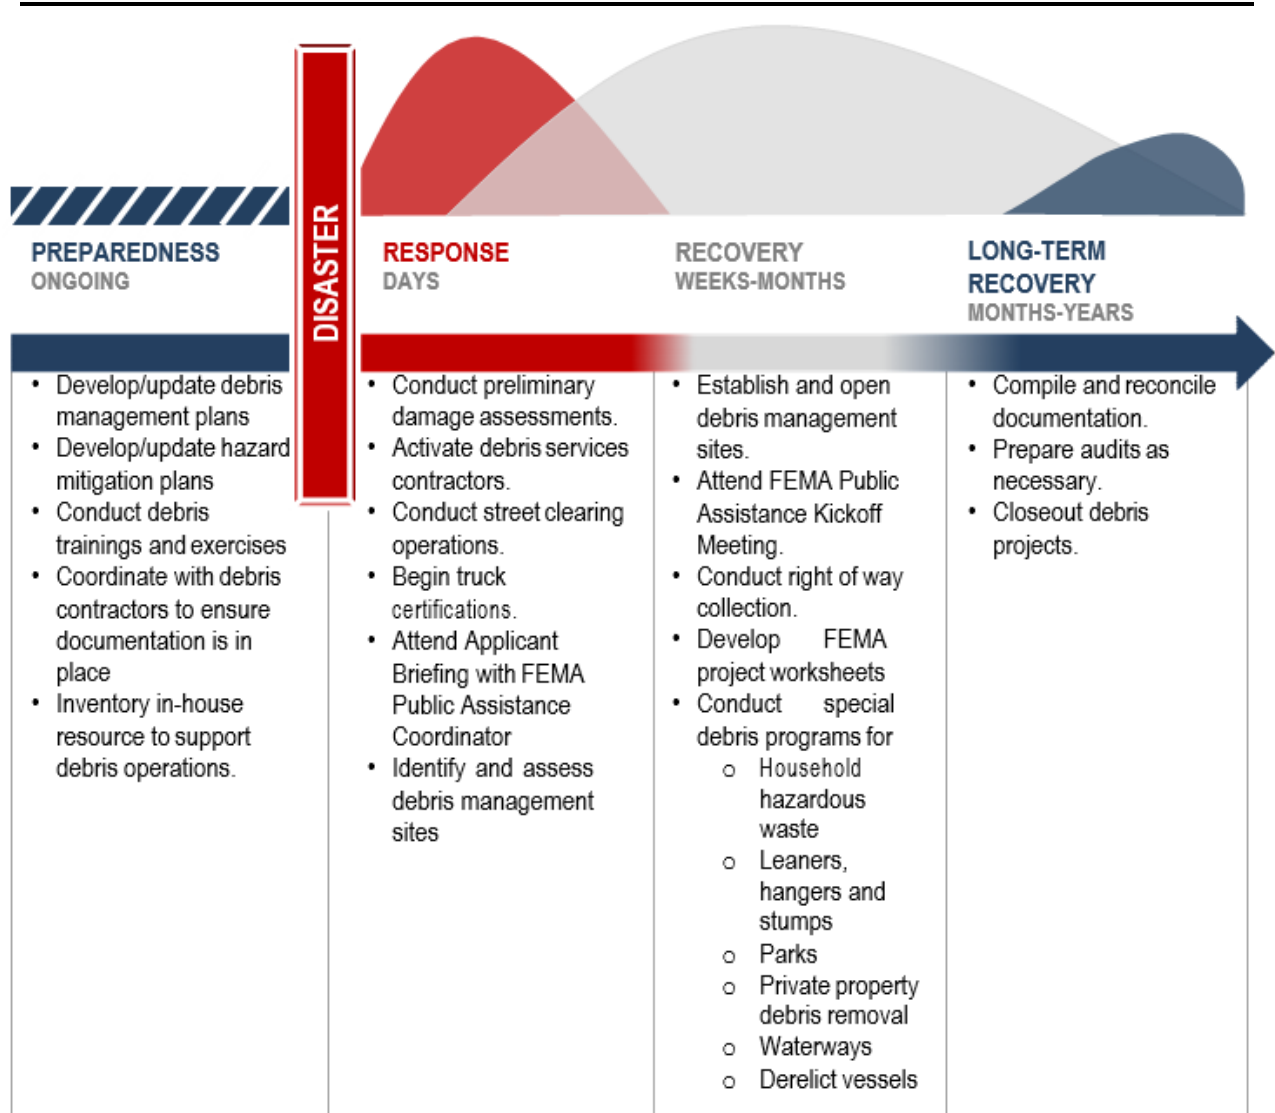 DISASTER
PREPAREDNESS
ONGOING
RESPONSE
DAYS
RECOVERY
WEEKS-MONTHS
LONG-TERM
RECOVERY
MONTHS-YEARS
• Develop/update debris
management plans
• Develop/update hazard
mitigation plans
• Conduct debris
trainings and exercises
• Coordinate with debris
contractors to ensure
documentation is in
place
• Inventory in-house
resource to support
debris operations.
• Conduct preliminary
damage assessments.
• Activate debris services
contractors.
• Conduct street clearing
operations.
• Begin truck
certifications.
• Attend Applicant
Briefing with FEMA
Public Assistance
Coordinator
• Identify and assess
debris management
sites
• Establish and open
debris management
sites.
• Attend FEMA Public
Assistance Kickoff
Meeting.
• Conduct right of way
collection.
• Develop FEMA
project worksheets
• Conduct special
debris programs for
o Household
hazardous
waste
o Leaners,
hangers and
stumps
o Parks
o Private property
debris removal
o Waterways
o Derelict vessels
• Compile and reconcile
documentation.
• Prepare audits as
necessary.
• Closeout debris
projects.